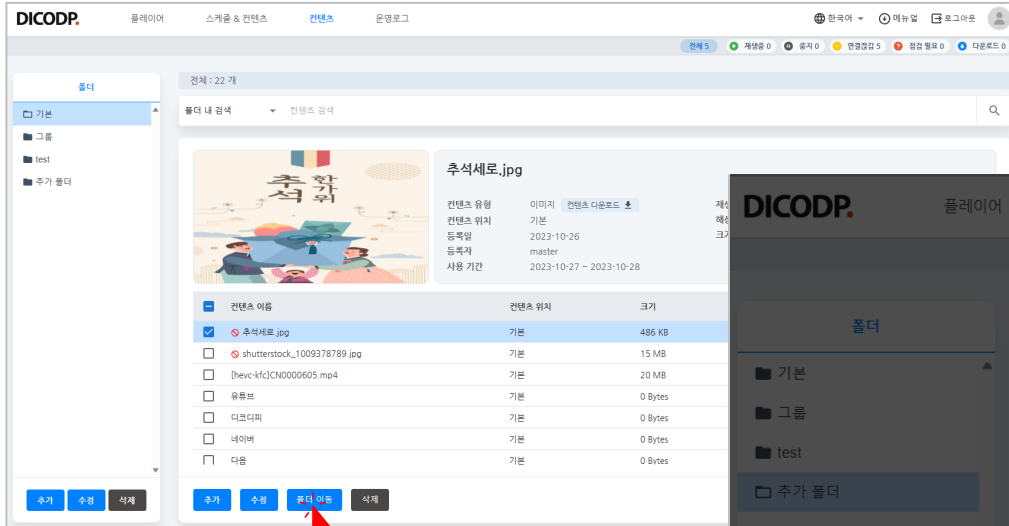 DICODP. 플레이어 스케줄 & 컨텐츠 컨텐츠 운영로그 한국어 메뉴얼 로그아웃
전체 5 재생중 0 중지 0 연결끊김 5 점검 필요 0 다운로드 0
폴더
기본
그룹
test
추가 폴더
추가 수정 삭제
전체 : 22 개
폴더 내 검색 컨텐츠 검색
추석 한가위
추석세로.jpg
컨텐츠 유형 이미지 컨텐츠 다운로드
컨텐츠 위치 기본
등록일 2023-10-26
등록자 master
사용 기간 2023-10-27 ~ 2023-10-28
컨텐츠 이름 컨텐츠 위치 크기
추석세로.jpg 기본 486 KB
shutterstock_1009378789.jpg 기본 15 MB
[hevc-kfc]CN0000605.mp4 기본 20 MB
유튜브 기본 0 Bytes
디코디피 기본 0 Bytes
네이버 기본 0 Bytes
다음 기본 0 Bytes
추가 수정 폴더 이동 삭제
DICODP. 플레이어
폴더
기본
그룹
test
추가 폴더